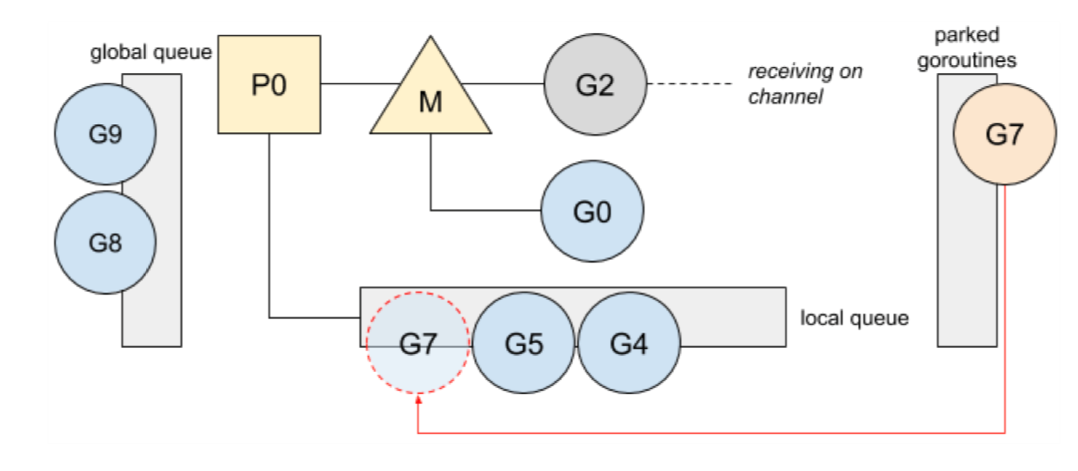 global queue
P0
M
G2
receiving on
channel
parked
goroutines
G9
G7
G8
G0
G7
G5
G4
local queue